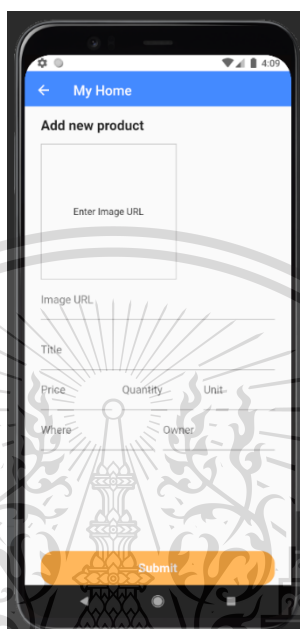 4:09
My Home
Add new product
Enter Image URL
Image URL
Title
Price Quantity Unit
Where Owner
Submit